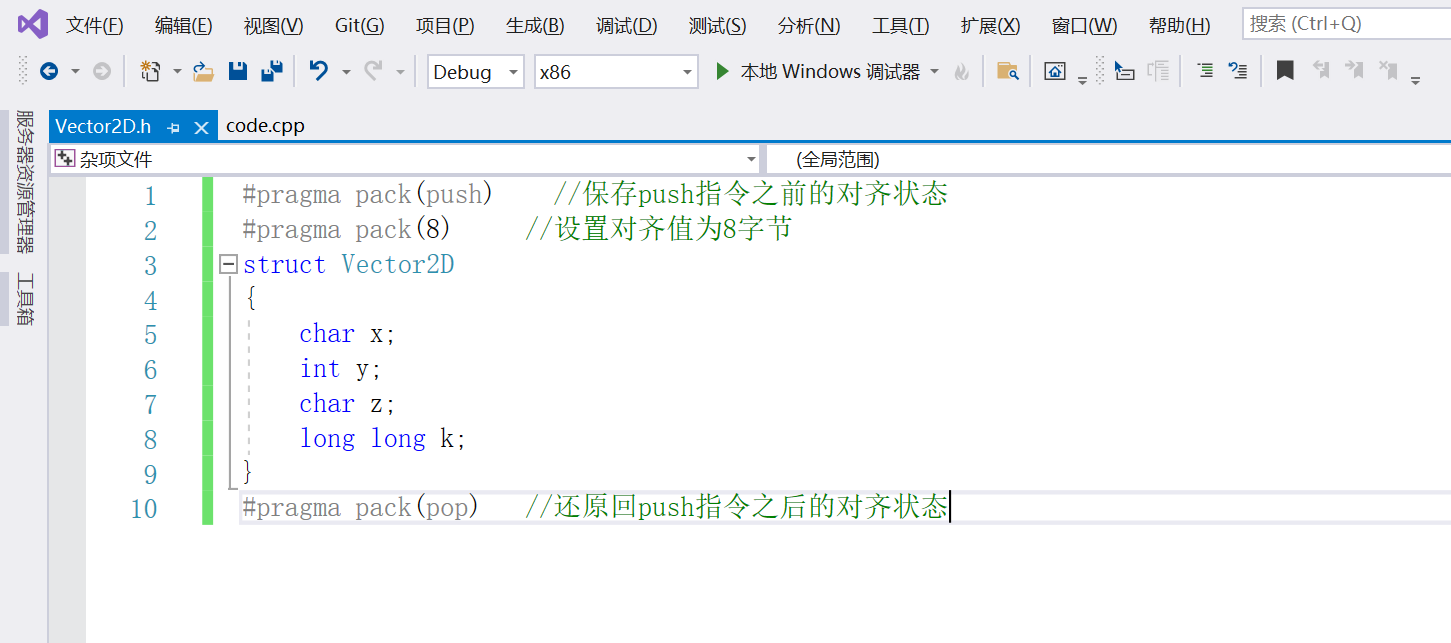 文件(F) 编辑(E) 视图(V) Git(G) 项目(P) 生成(B) 调试(D) 测试(S) 分析(N) 工具(T) 扩展(X) 窗口(W) 帮助(H) 搜索 (Ctrl+Q)
Debug x86 本地 Windows 调试器
服务器资源管理器
工具箱
Vector2D.h code.cpp
杂项文件 (全局范围)
1 #pragma pack(push) //保存push指令之前的对齐状态
2 #pragma pack(8) //设置对齐值为8字节
3 struct Vector2D
4 {
5 char x;
6 int y;
7 char z;
8 long long k;
9 }
10 #pragma pack(pop) //还原回push指令之后的对齐状态